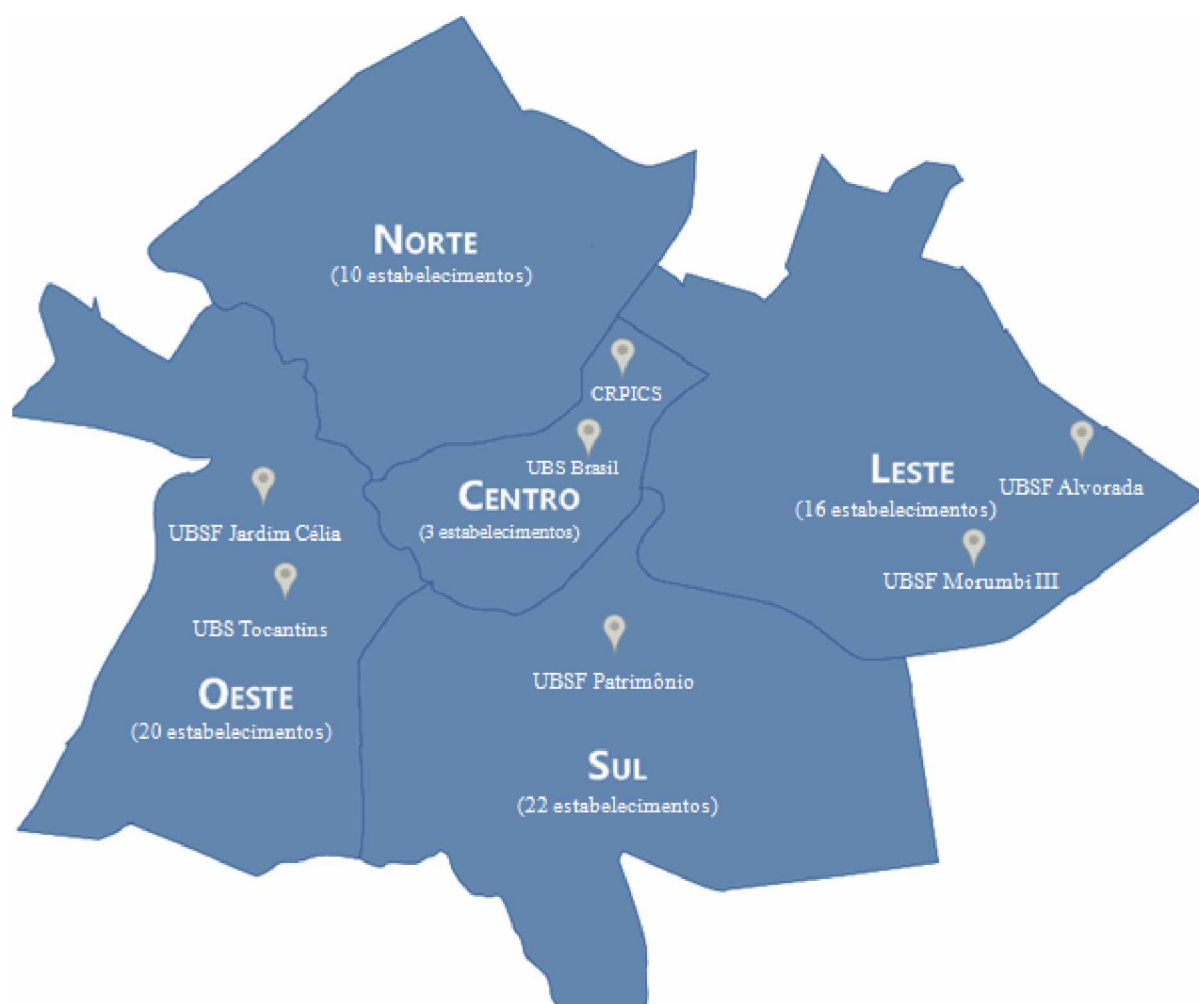 NORTE
(10 estabelecimentos)
CRPICS
UBS Brasil
CENTRO
(3 estabelecimentos)
LESTE
(16 estabelecimentos)
UBSF Alvorada
UBSF Morumbi III
UBSF Jardim Célia
UBS Tocantins
OESTE
(20 estabelecimentos)
UBSF Patrimônio
SUL
(22 estabelecimentos)